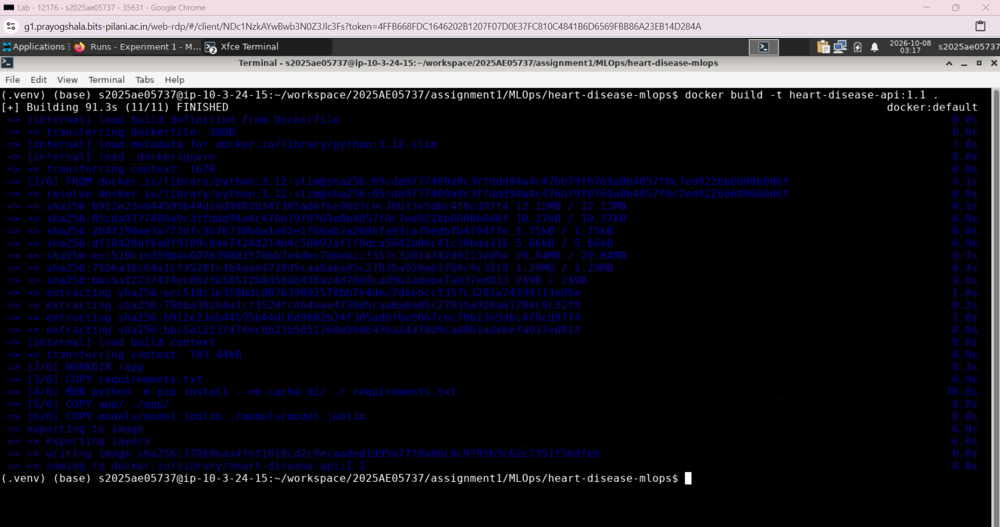 Lab - 12176 - s2025ae05737 - 35631 - Google Chrome
g1.prayogshala.bits-pilani.ac.in/web-rdp/#/client/NDc1NzkAYwBwb3N0Z3Jlc3Fs?token=4FFB668FDC1646202B1207F07D0E37FC810C4841B6D6569FBB86A23EB14D284A
Applications Runs - Experiment 1 - M... Xfce Terminal 2026-10-08 03:17 s2025ae05737
Terminal - s2025ae05737@ip-10-3-24-15:~/workspace/2025AE05737/assignment1/MLOps/heart-disease-mlops
File Edit View Terminal Tabs Help
(.venv) (base) s2025ae05737@ip-10-3-24-15:~/workspace/2025AE05737/assignment1/MLOps/heart-disease-mlops$ docker build -t heart-disease-api:1.1 .
[+] Building 91.3s (11/11) FINISHED docker:default
=> [internal] load build definition from Dockerfile 0.0s
=> => transferring dockerfile: 380B 0.0s
=> [internal] load metadata for docker.io/library/python:3.12-slim 1.8s
=> [internal] load .dockerignore 0.0s
=> => transferring context: 167B 0.0s
=> [1/6] FROM docker.io/library/python:3.12-slim@sha256:05cda9777409a9c3ffddd94a4c476b79f0769a0b4857f0c7ed9226b6800b0d6f 4.1s
=> => resolve docker.io/library/python:3.12-slim@sha256:05cda9777409a9c3ffddd94a4c476b79f0769a0b4857f0c7ed9226b6800b0d6f 0.0s
=> => sha256:6912e23eb44595b44dc6d9882b34f305ad6f6e9667cec70b13e5dbc4f8cd97f4 12.12MB / 12.12MB 0.3s
=> => sha256:05cda9777409a9c3ffddd94a4c476b79f0769a0b4857f0c7ed9226b6800b0d6f 10.37kB / 10.37kB 0.0s
=> => sha256:2b4f19dae3a777dfc3b76730bda1e82e1f66ab2a2686fa93ca78edbfb4f04ffe 1.75kB / 1.75kB 0.0s
=> => sha256:df18428df8a0f9189c84e7424d214b4c50092af1f9dca5842a00c41c39bda316 5.66kB / 5.66kB 0.0s
=> => sha256:ecc510c1e359bdc007b39802570bb7e4dec7d6ebccf357c3201a74299113e05e 29.84MB / 29.84MB 0.7s
=> => sha256:75b6a36c64a1cf3520fc4b4aae4739d5caa8a6a05c27835a920a61784c9c32f8 1.29MB / 1.29MB 0.4s
=> => sha256:bbc5a12237474ec0b23b5051260d56d6436a24d70d9cad961adebe7a037ed813 249B / 249B 0.6s
=> => extracting sha256:ecc510c1e359bdc007b39802570bb7e4dec7d6ebccf357c3201a74299113e05e 1.8s
=> => extracting sha256:75b6a36c64a1cf3520fc4b4aae4739d5caa8a6a05c27835a920a61784c9c32f8 0.2s
=> => extracting sha256:6912e23eb44595b44dc6d9882b34f305ad6f6e9667cec70b13e5dbc4f8cd97f4 1.0s
=> => extracting sha256:bbc5a12237474ec0b23b5051260d56d6436a24d70d9cad961adebe7a037ed813 0.0s
=> [internal] load build context 0.0s
=> => transferring context: 703.44kB 0.0s
=> [2/6] WORKDIR /app 0.3s
=> [3/6] COPY requirements.txt . 0.0s
=> [4/6] RUN python -m pip install --no-cache-dir -r requirements.txt 78.8s
=> [5/6] COPY app/ ./app/ 0.0s
=> [6/6] COPY models/model.joblib ./models/model.joblib 0.0s
=> exporting to image 6.0s
=> => exporting layers 6.0s
=> => writing image sha256:37869baa4fef1018cd2c9ecaaded1d95a77f8a06c8c9795b5c62c7351f568feb 0.0s
=> => naming to docker.io/library/heart-disease-api:1.1 0.0s
(.venv) (base) s2025ae05737@ip-10-3-24-15:~/workspace/2025AE05737/assignment1/MLOps/heart-disease-mlops$